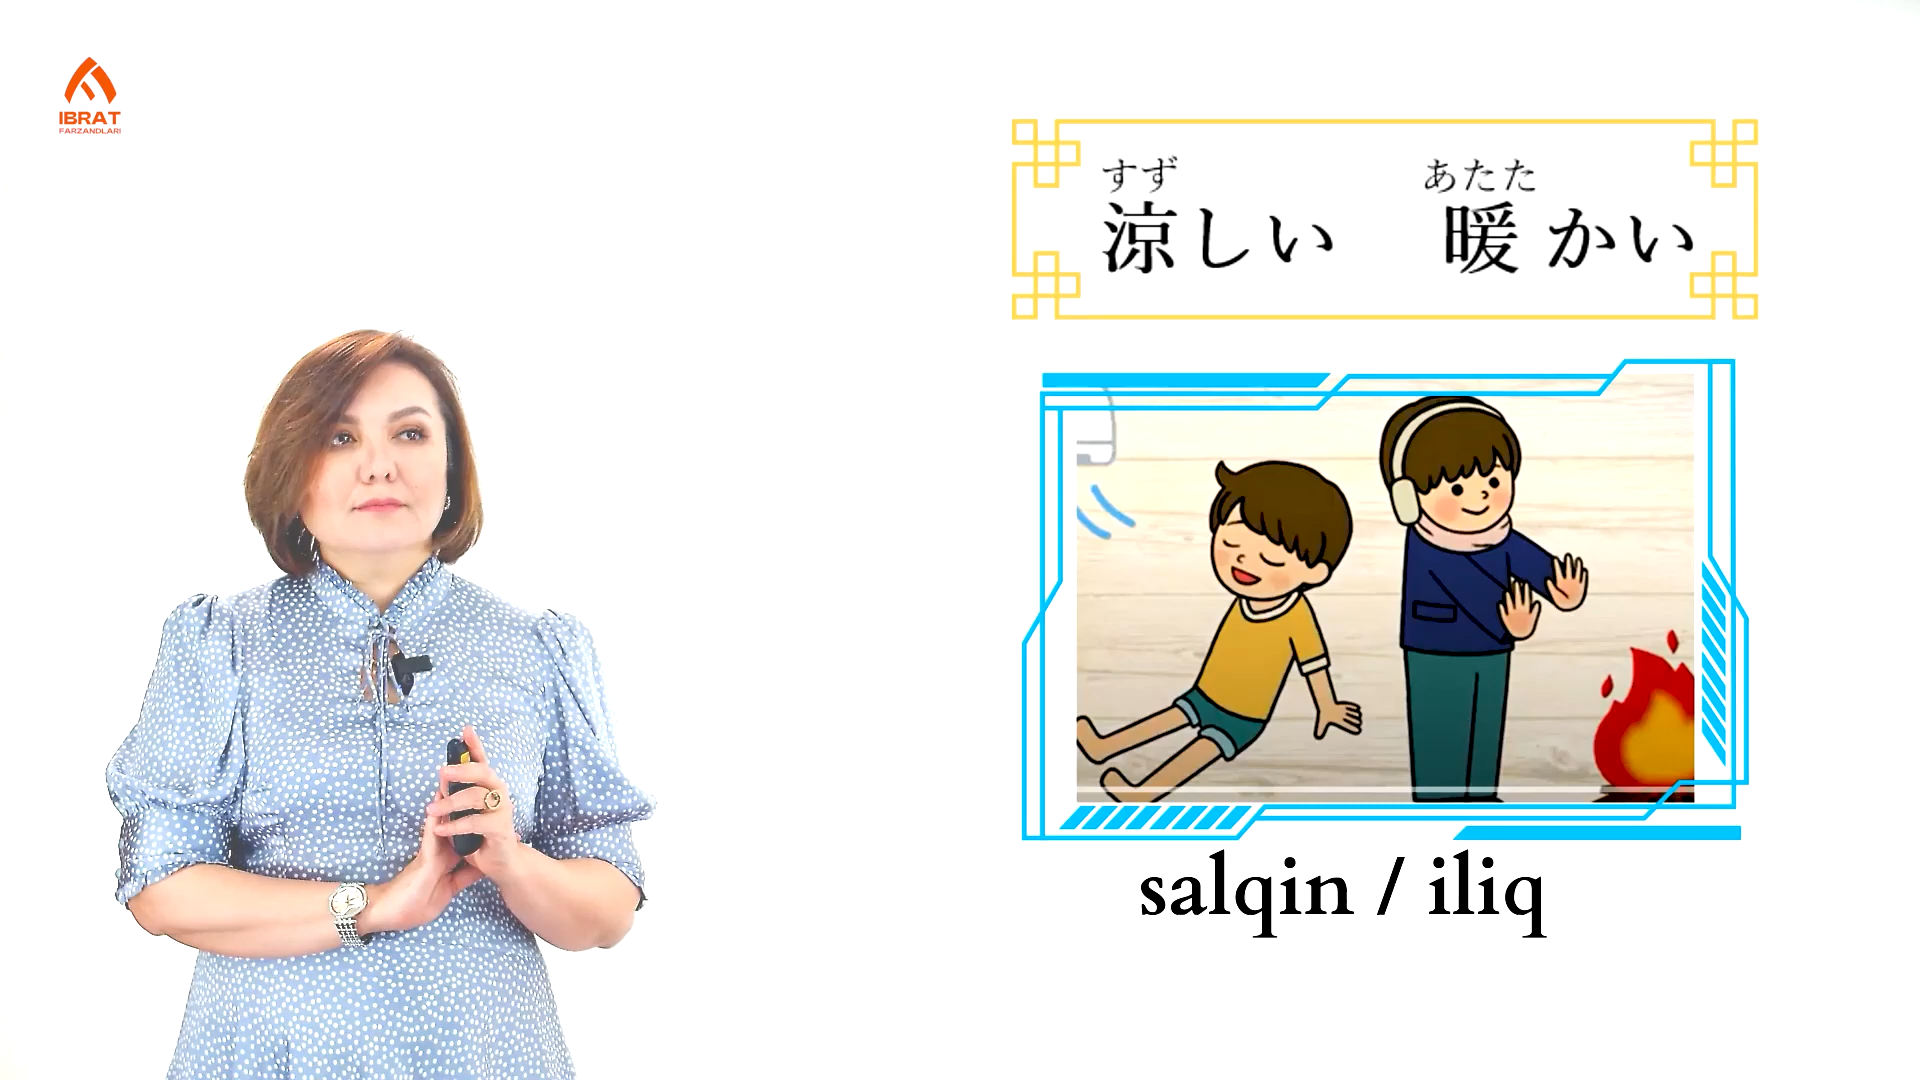 IBRAT
FARZANDLARI
すず あたた
涼しい 暖かい
salqin / iliq